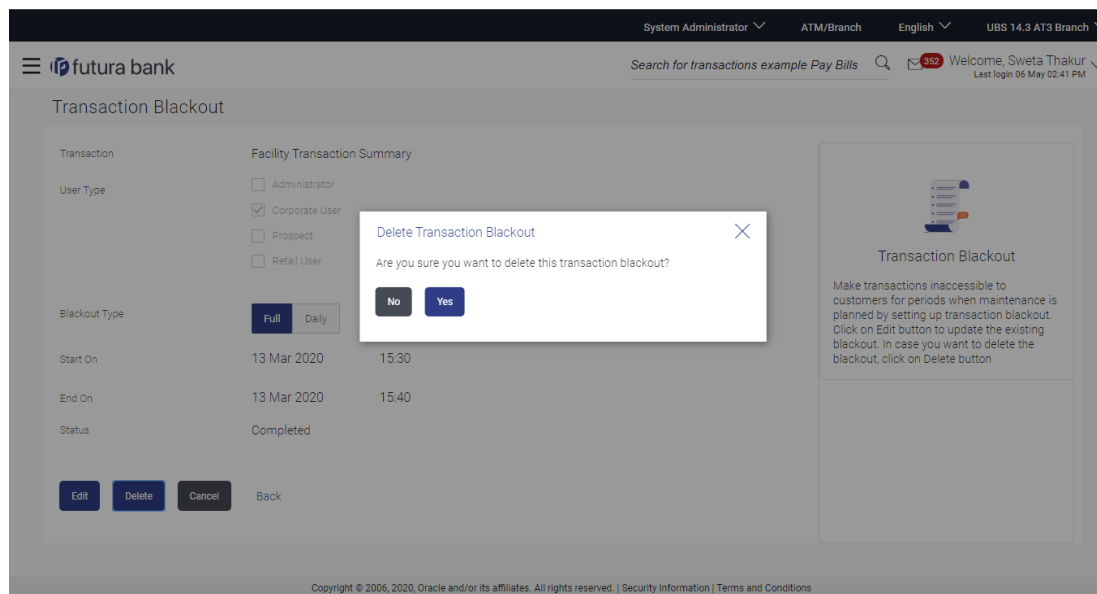 System Administrator ATM/Branch English UBS 14.3 AT3 Branch
futura bank
Search for transactions example Pay Bills
352
Welcome, Sweta Thakur
Last login 06 May 02:41 PM
Transaction Blackout
Transaction Facility Transaction Summary
User Type
Administrator
Corporate User
Prospect
Retail User
Delete Transaction Blackout
Are you sure you want to delete this transaction blackout?
No Yes
Blackout Type Full Daily
Start On 13 Mar 2020 15:30
End On 13 Mar 2020 15:40
Status Completed
Edit Delete Cancel Back
Transaction Blackout
Make transactions inaccessible to
customers for periods when maintenance is
planned by setting up transaction blackout.
Click on Edit button to update the existing
blackout. In case you want to delete the
blackout, click on Delete button
Copyright © 2006, 2020, Oracle and/or its affiliates. All rights reserved. | Security Information | Terms and Conditions